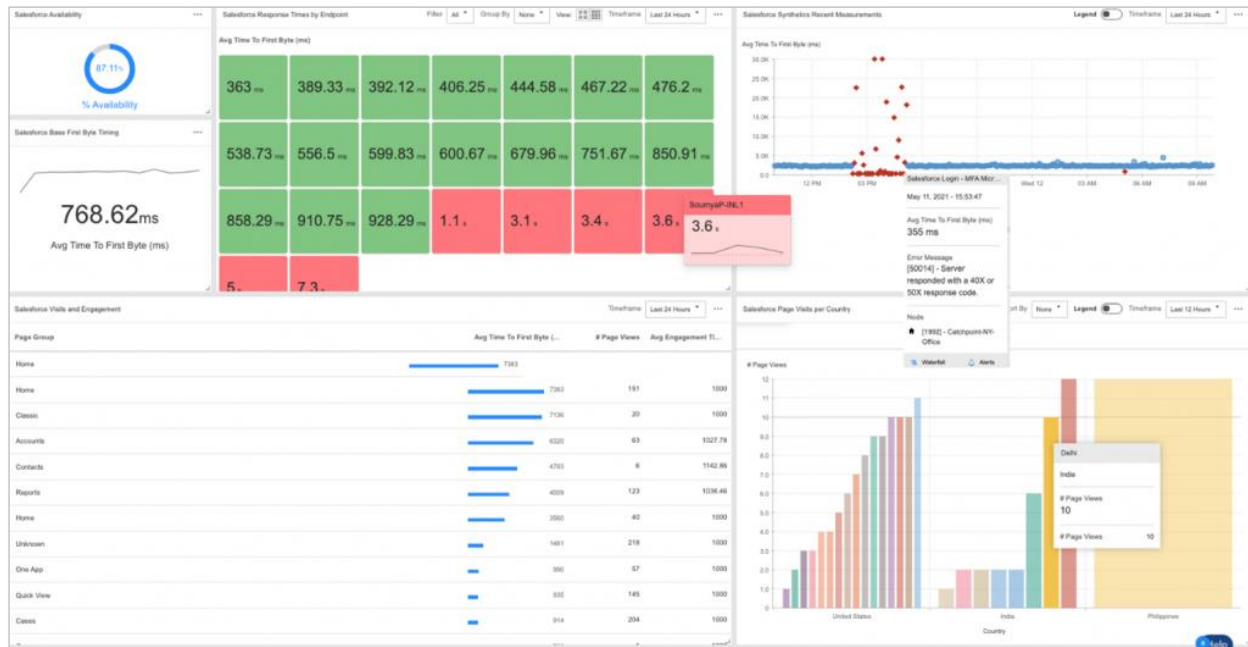 Salesforce Availability
87.11%
% Availability
Salesforce Base First Byte Timing
768.62ms
Avg Time To First Byte (ms)
Salesforce Response Times by Endpoint
Filter All
Group By None
View
Timeframe Last 24 Hours
Avg Time To First Byte (ms)
363 ms 389.33 ms 392.12 ms 406.25 ms 444.58 ms 467.22 ms 476.2 ms
538.73 ms 556.5 ms 599.83 ms 600.67 ms 679.96 ms 751.67 ms 850.91 ms
858.29 ms 910.75 ms 928.29 ms 1.1 s 3.1 s 3.4 s 3.6 s
5 7.3
SoumyaP-INL1
3.6 s
Salesforce Synthetics Recent Measurements
Legend
Timeframe Last 24 Hours
Avg Time To First Byte (ms)
30.0K
25.0K
20.0K
15.0K
10.0K
5.0K
0.0
12 PM 03 PM Wed 12 03 AM 06 AM 09 AM
Salesforce Login - MFA Micr...
May 11, 2021 - 15:53:47
Avg Time To First Byte (ms)
355 ms
Error Message
[50014] - Server
responded with a 40X or
50X response code.
Node
[1992] - Catchpoint-NY-
Office
Waterfall Alerts
Salesforce Visits and Engagement
Timeframe Last 24 Hours
Page Group Avg Time To First Byte (... # Page Views Avg Engagement Ti...
Home 7363
Home 7363 191 1000
Classic 7136 20 1000
Accounts 6320 63 1027.78
Contacts 4783 6 1142.86
Reports 4009 123 1036.46
Home 3560 40 1000
Unknown 1481 218 1000
One App 57 1000
Quick View 935 145 1000
Cases 914 204 1000
Salesforce Page Visits per Country
ort By None
Legend
Timeframe Last 12 Hours
# Page Views
12
11
10
9.0
8.0
7.0
6.0
5.0
4.0
3.0
2.0
1.0
0
United States India Philippines
Country
Delhi
India
# Page Views
10
# Page Views 10